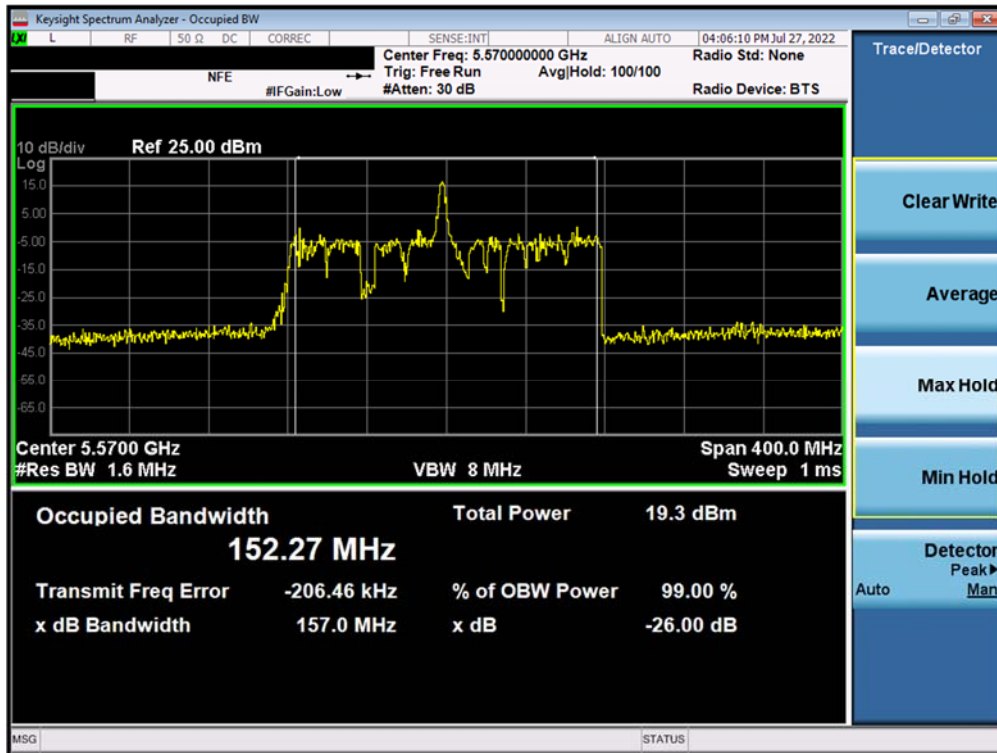 Keysight Spectrum Analyzer - Occupied BW
LXI L RF 50 Ω DC CORREC SENSE:INT ALIGN AUTO 04:06:10 PM Jul 27, 2022
Center Freq: 5.570000000 GHz Radio Std: None
NFE Trig: Free Run Avg|Hold: 100/100
#IFGain:Low #Atten: 30 dB Radio Device: BTS
Trace/Detector
10 dB/div Ref 25.00 dBm
Log
15.0
5.00
-5.00
-15.0
-25.0
-35.0
-45.0
-55.0
-65.0
Center 5.5700 GHz Span 400.0 MHz
#Res BW 1.6 MHz VBW 8 MHz Sweep 1 ms
Occupied Bandwidth Total Power 19.3 dBm
152.27 MHz
Transmit Freq Error -206.46 kHz % of OBW Power 99.00 %
x dB Bandwidth 157.0 MHz x dB -26.00 dB
Clear Write
Average
Max Hold
Min Hold
Detector
Peak
Auto Man
MSG STATUS